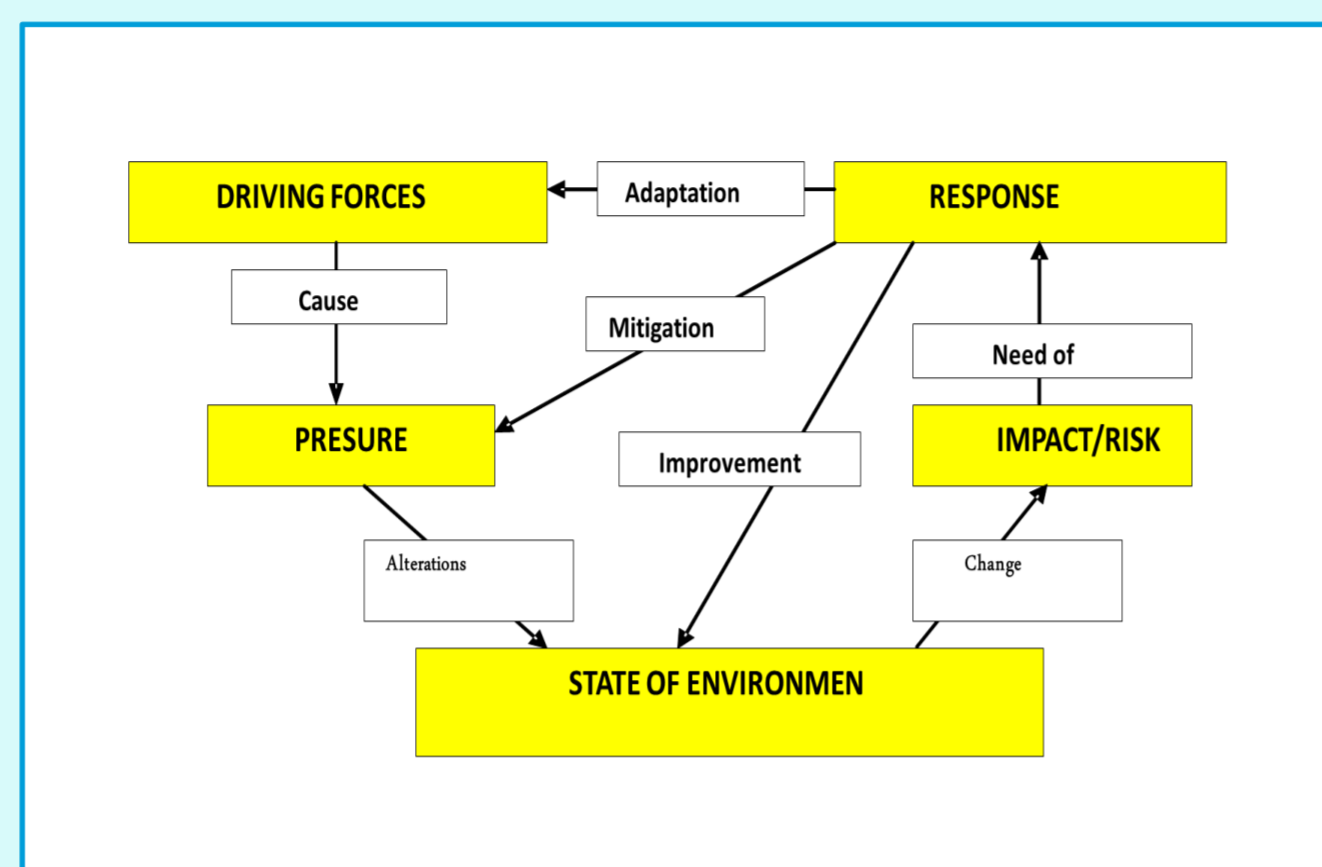 DRIVING FORCES
Adaptation
RESPONSE
Cause
Mitigation
Need of
PRESURE
Improvement
IMPACT/RISK
Alterations
Change
STATE OF ENVIRONMEN